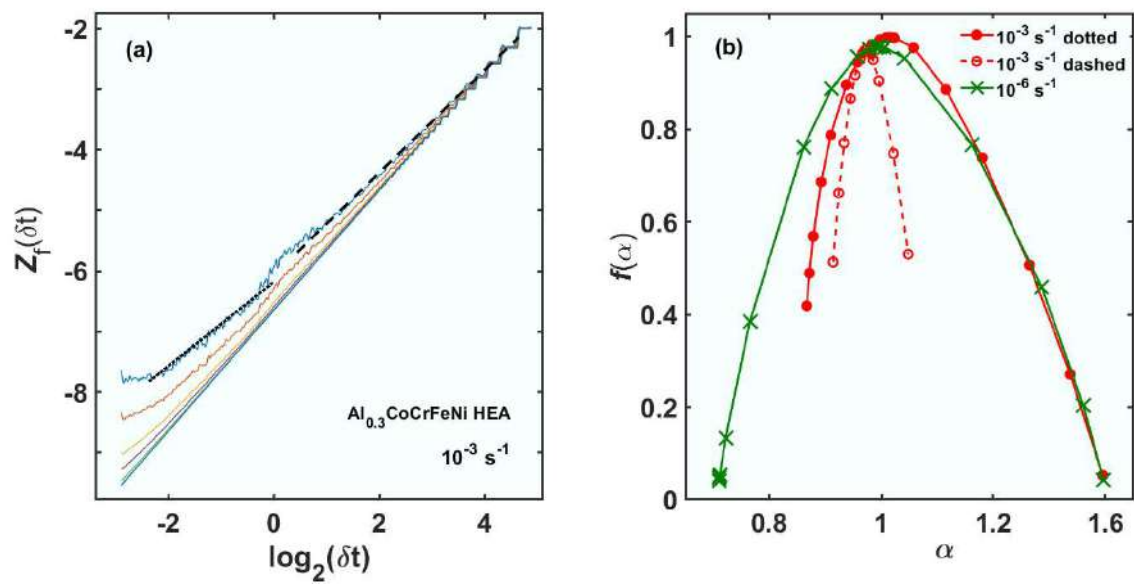 (a)
-2
-4
-6
-8
Z_f(δt)
Al_0.3CoCrFeNi HEA
10^-3 s^-1
-2 0 2 4
log_2(δt)
(b)
10^-3 s^-1 dotted
10^-3 s^-1 dashed
10^-6 s^-1
1
0.8
0.6
0.4
0.2
0
f(α)
0.8 1 1.2 1.4 1.6
α